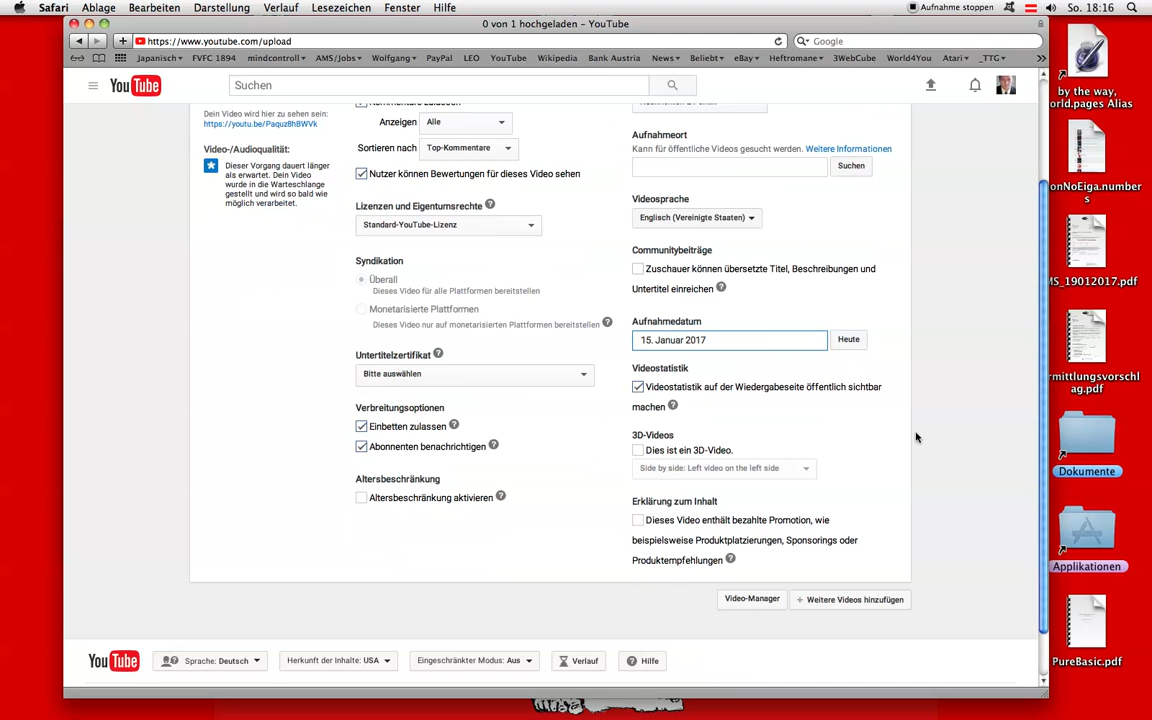 Safari Ablage Bearbeiten Darstellung Verlauf Lesezeichen Fenster Hilfe Aufnahme stoppen So. 18:16
0 von 1 hochgeladen - YouTube
https://www.youtube.com/upload Google
Japanisch FVFC 1894 mindcontroll AMS/Jobs Wolfgang PayPal LEO YouTube Wikipedia Bank Austria News Beliebt eBay Heftromane 3WebCube World4You Atari _TTG
YouTube Suchen
Dein Video wird hier zu sehen sein:
https://youtu.be/Paquz8hBWVk
Video-/Audioqualität:
Dieser Vorgang dauert länger
als erwartet. Dein Video
wurde in die Warteschlange
gestellt und wird so bald wie
möglich verarbeitet.
Kommentare zulassen
Anzeigen Alle
Sortieren nach Top-Kommentare
Nutzer können Bewertungen für dieses Video sehen
Lizenzen und Eigentumsrechte ?
Standard-YouTube-Lizenz
Syndikation
Überall
Dieses Video für alle Plattformen bereitstellen
Monetarisierte Plattformen
Dieses Video nur auf monetarisierten Plattformen bereitstellen ?
Untertitelzertifikat ?
Bitte auswählen
Verbreitungsoptionen
Einbetten zulassen ?
Abonnenten benachrichtigen ?
Altersbeschränkung
Altersbeschränkung aktivieren ?
Aufnahmeort
Kann für öffentliche Videos gesucht werden. Weitere Informationen
Suchen
Videosprache
Englisch (Vereinigte Staaten)
Communitybeiträge
Zuschauer können übersetzte Titel, Beschreibungen und
Untertitel einreichen ?
Aufnahmedatum
15. Januar 2017 Heute
Videostatistik
Videostatistik auf der Wiedergabeseite öffentlich sichtbar
machen ?
3D-Videos
Dies ist ein 3D-Video.
Side by side: Left video on the left side
Erklärung zum Inhalt
Dieses Video enthält bezahlte Promotion, wie
beispielsweise Produktplatzierungen, Sponsorings oder
Produktempfehlungen ?
Video-Manager + Weitere Videos hinzufügen
YouTube Sprache: Deutsch Herkunft der Inhalte: USA Eingeschränkter Modus: Aus Verlauf ? Hilfe
by the way,
rld.pages Alias
onNoEiga.number
s
MS_19012017.pdf
rmittlungsvorschl
ag.pdf
Dokumente
Applikationen
PureBasic.pdf